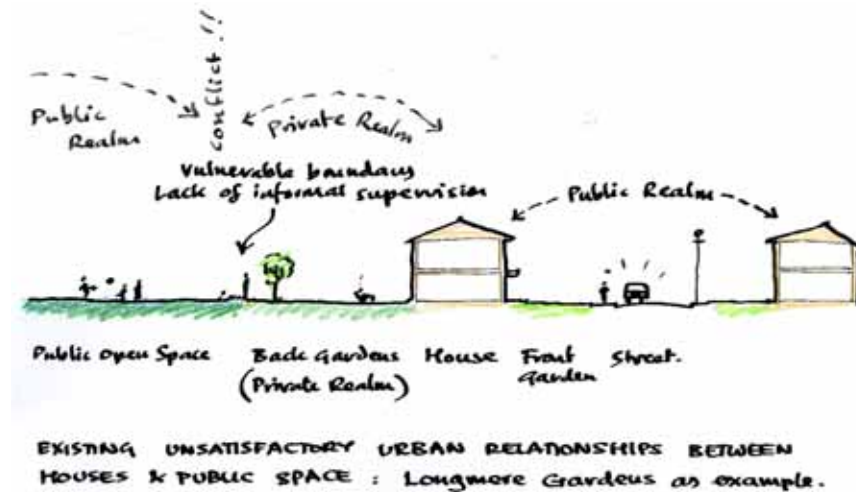 conflict!!
Public
Realm
Private Realm
Vulnerable boundary
Lack of informal supervision
Public Realm
Public Open Space Back Gardens House Front Street.
(Private Realm) Garden
EXISTING UNSATISFACTORY URBAN RELATIONSHIPS BETWEEN
HOUSES & PUBLIC SPACE : Longmore Gardens as example.